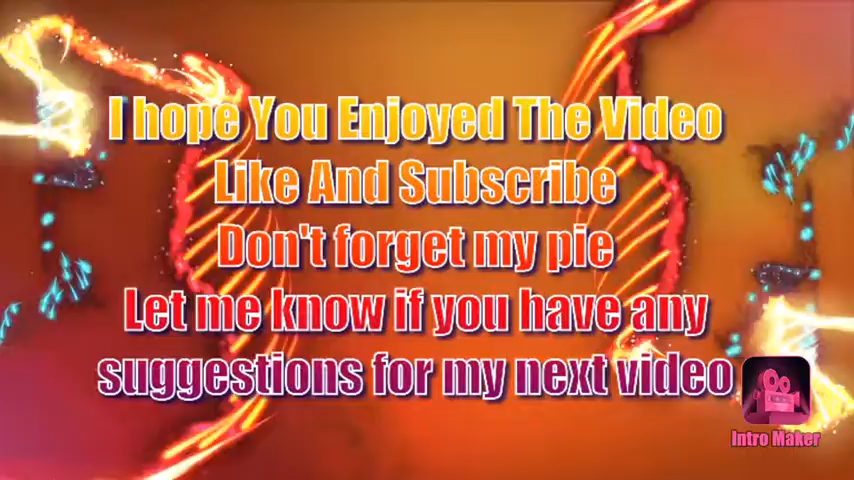 I hope You Enjoyed The Video
Like And Subscribe
Don't forget my pie
Let me know if you have any
suggestions for my next video
Intro Maker